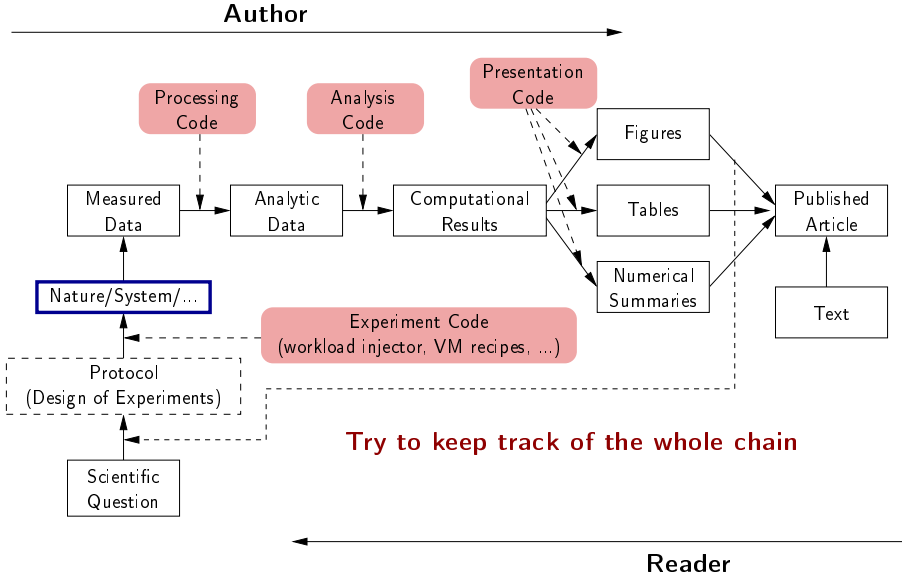 Author
Presentation
Code
Processing
Code
Analysis
Code
Figures
Measured
Data
Analytic
Data
Computational
Results
Tables
Published
Article
Nature/System/...
Numerical
Summaries
Text
Experiment Code
(workload injector, VM recipes, ...)
Protocol
(Design of Experiments)
Try to keep track of the whole chain
Scientific
Question
Reader